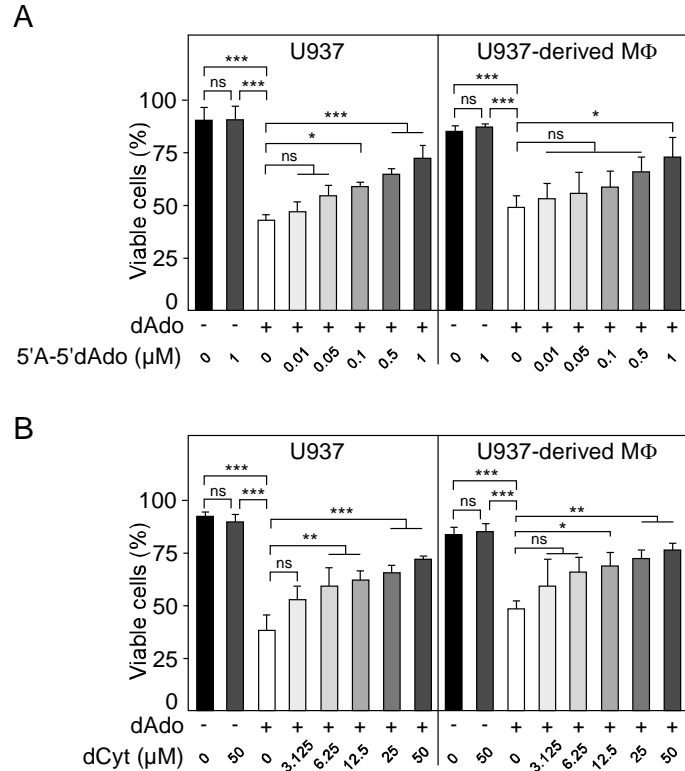 A
U937
U937-derived MΦ
***
***
ns
***
ns
***
***
*
*
ns
ns
Viable cells (%)
100
75
50
25
0
dAdo
- - + + + + + +
- - + + + + + +
5'A-5'dAdo (µM)
0 1 0 0.01 0.05 0.1 0.5 1
0 1 0 0.01 0.05 0.1 0.5 1
B
U937
U937-derived MΦ
***
***
ns
***
ns
***
***
**
**
*
ns
ns
Viable cells (%)
100
75
50
25
0
dAdo
- - + + + + + +
- - + + + + + +
dCyt (µM)
0 50 0 3.125 6.25 12.5 25 50
0 50 0 3.125 6.25 12.5 25 50